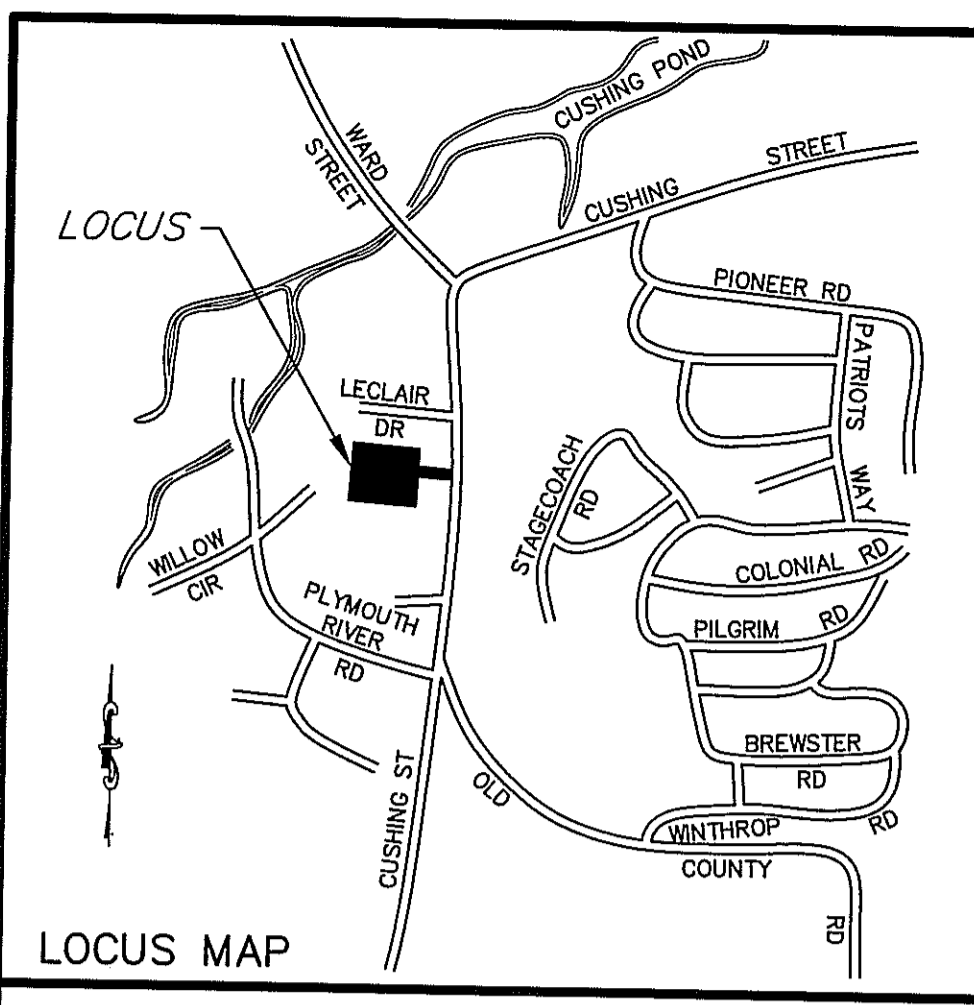 CUSHING POND
WARD
STREET
CUSHING STREET
LOCUS
PIONEER RD
PATRIOTS WAY
LECLAIR
DR
STAGECOACH
RD
WILLOW
CIR
COLONIAL RD
PLYMOUTH
RIVER
RD
PILGRIM RD
BREWSTER
RD
CUSHING ST
OLD
WINTHROP RD
COUNTY
RD
LOCUS MAP